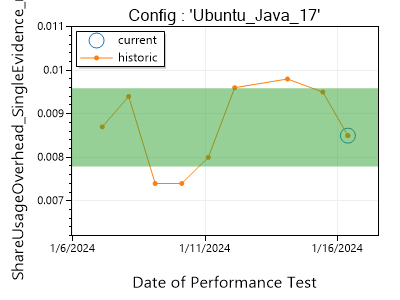 Config : 'Ubuntu_Java_17'
0.011
0.01
0.009
0.008
0.007
current
historic
1/6/2024
1/11/2024
1/16/2024
Date of Performance Test
ShareUsageOverhead_SingleEvidence_